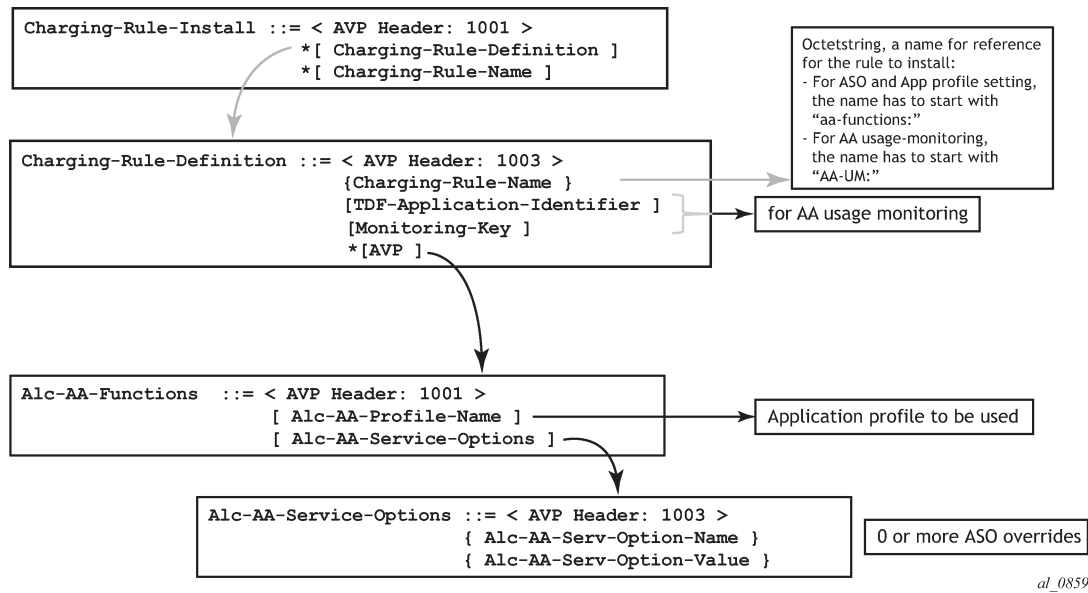 Charging-Rule-Install ::= < AVP Header: 1001 >
*[ Charging-Rule-Definition ]
*[ Charging-Rule-Name ]
Octetstring, a name for reference
for the rule to install:
- For ASO and App profile setting,
the name has to start with
“aa-functions:”
- For AA usage-monitoring,
the name has to start with
“AA-UM:”
Charging-Rule-Definition ::= < AVP Header: 1003 >
{Charging-Rule-Name }
[TDF-Application-Identifier ]
[Monitoring-Key ]
*[AVP ]
for AA usage monitoring
Alc-AA-Functions ::= < AVP Header: 1001 >
[ Alc-AA-Profile-Name ]
[ Alc-AA-Service-Options ]
Application profile to be used
Alc-AA-Service-Options ::= < AVP Header: 1003 >
{ Alc-AA-Serv-Option-Name }
{ Alc-AA-Serv-Option-Value }
0 or more ASO overrides
al_0859